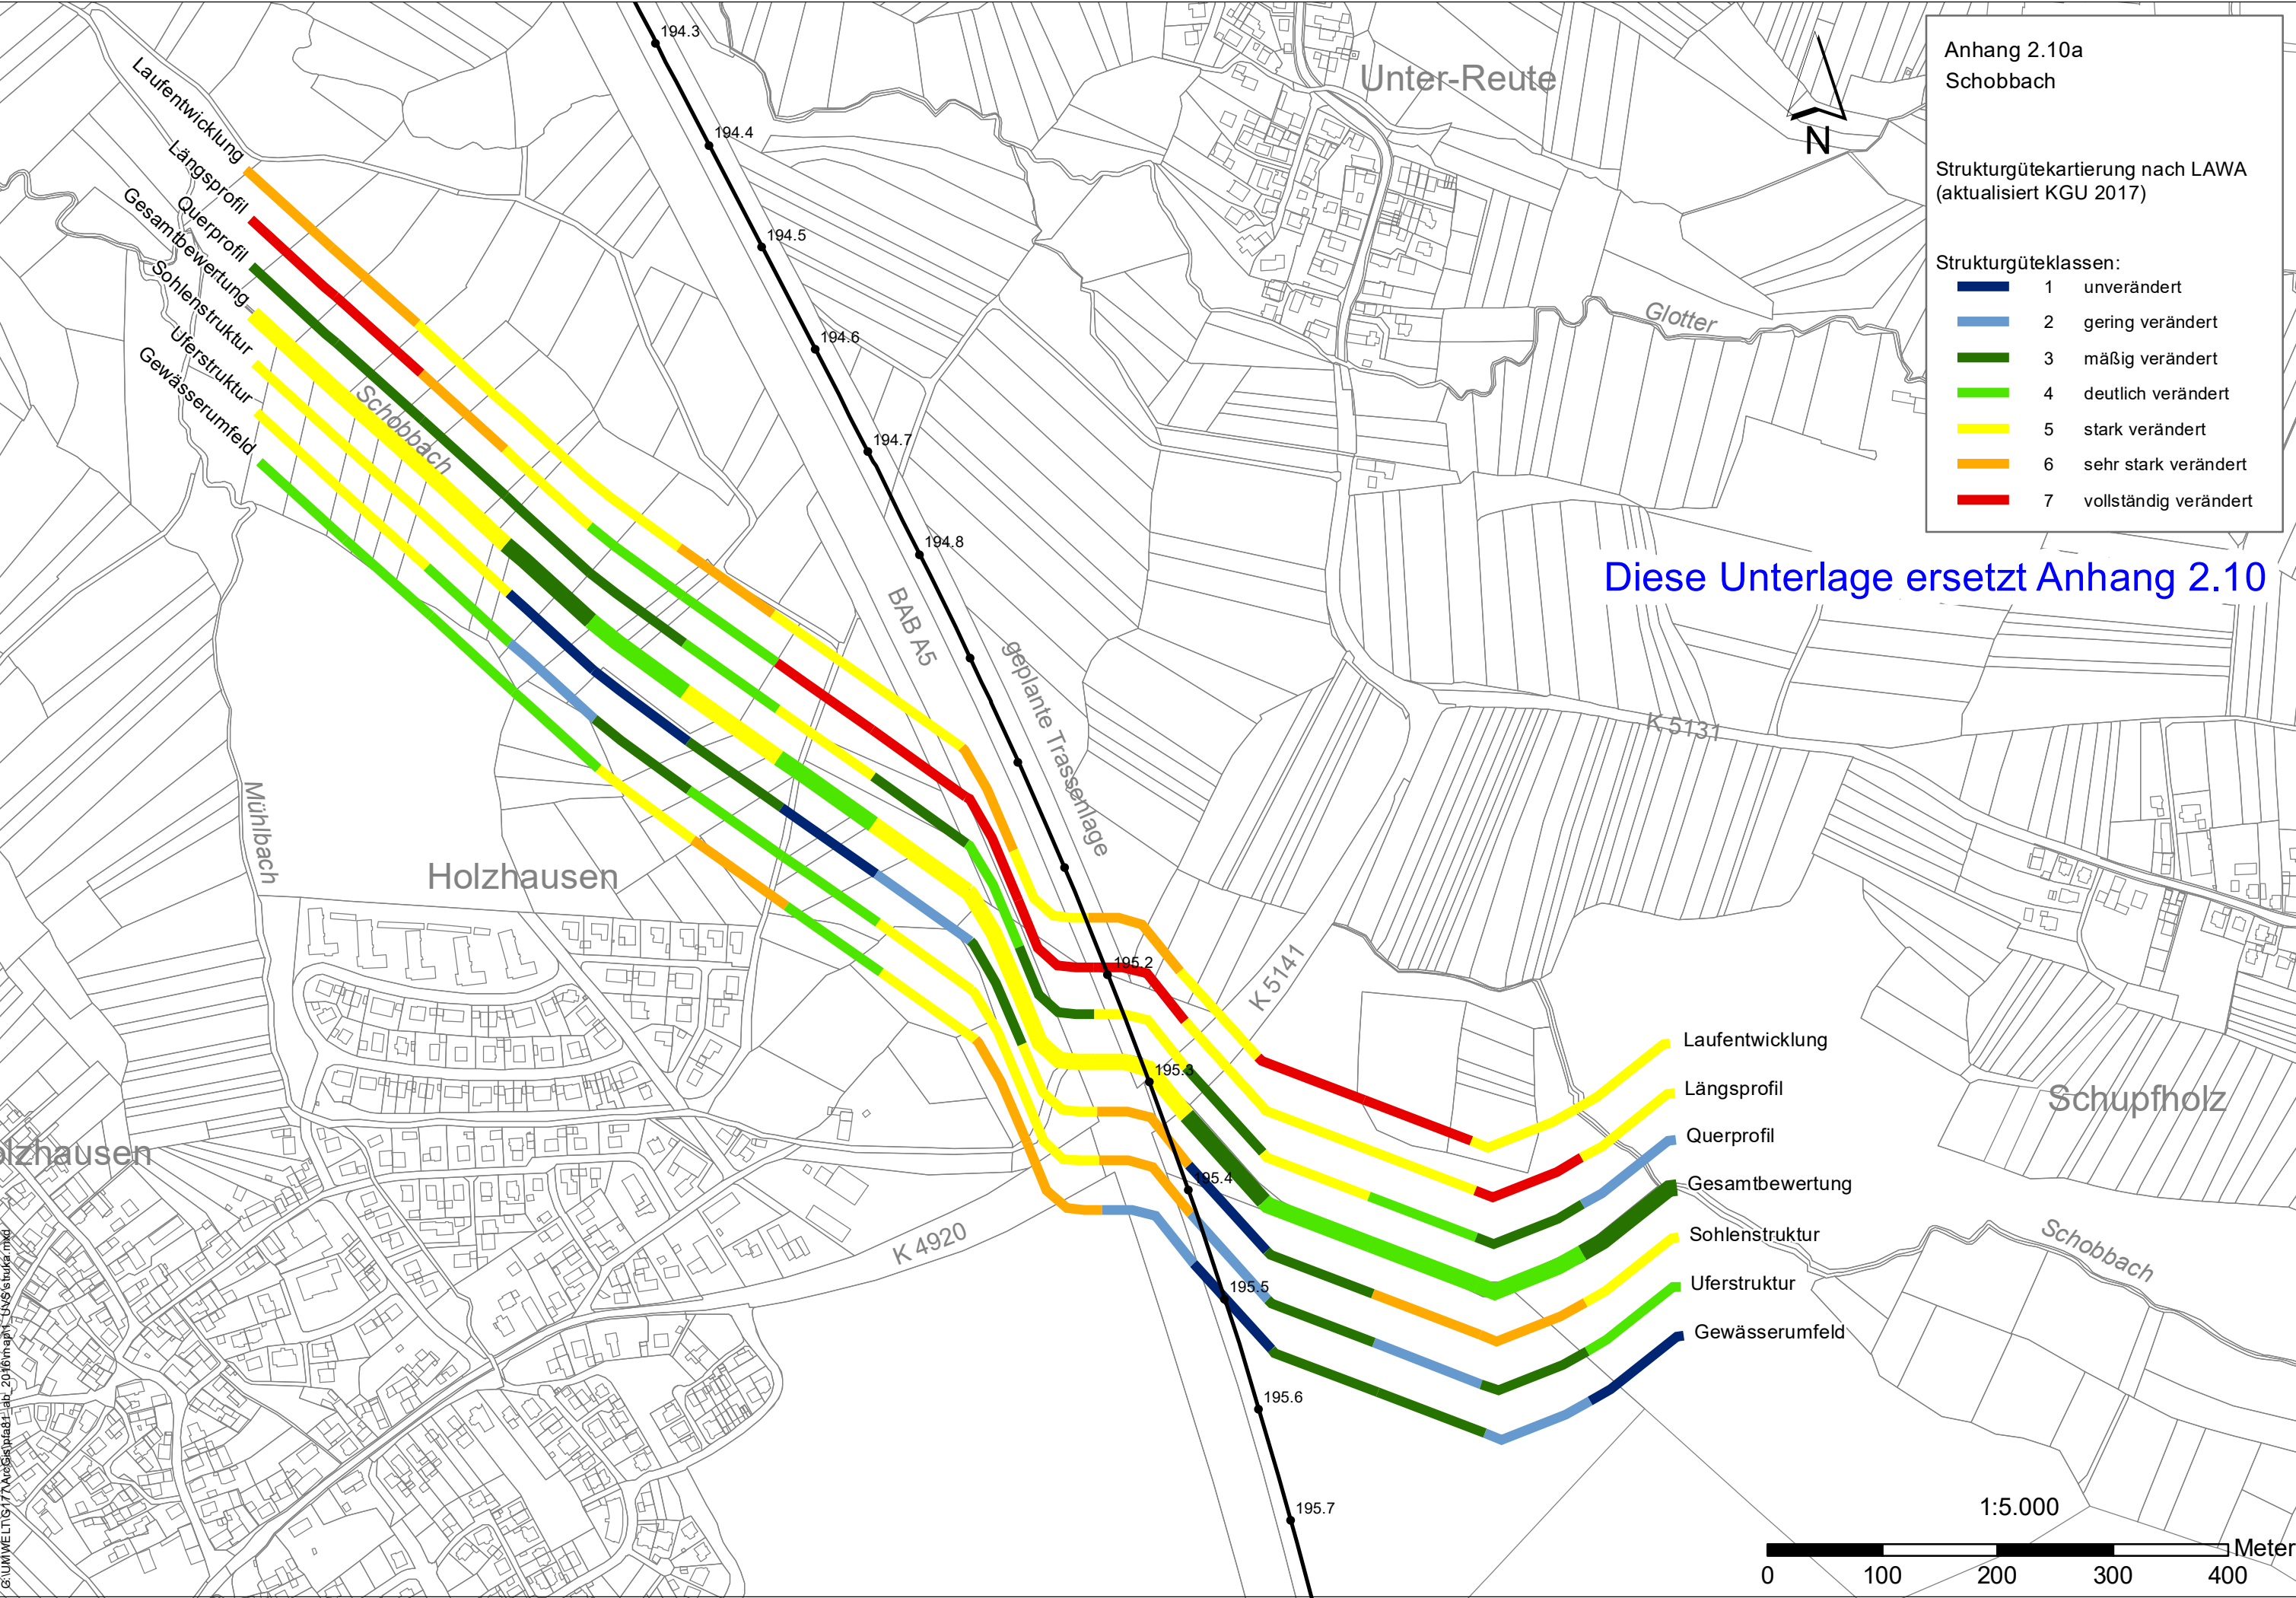 Anhang 2.10a
Schobbach
Strukturgütekartierung nach LAWA
(aktualisiert KGU 2017)
Strukturgüteklassen:
1 unverändert
2 gering verändert
3 mäßig verändert
4 deutlich verändert
5 stark verändert
6 sehr stark verändert
7 vollständig verändert
N
Diese Unterlage ersetzt Anhang 2.10
Unter-Reute
Glotter
194.3
194.4
194.5
194.6
194.7
194.8
195.2
195.3
195.4
195.5
195.6
195.7
Laufentwicklung
Längsprofil
Querprofil
Gesamtbewertung
Sohlenstruktur
Uferstruktur
Gewässerumfeld
Schobbach
BAB A5
geplante Trassenlage
K 5131
K 5141
K 4920
Mühlbach
Holzhausen
olzhausen
Schupfholz
Schobbach
Laufentwicklung
Längsprofil
Querprofil
Gesamtbewertung
Sohlenstruktur
Uferstruktur
Gewässerumfeld
1:5.000
Meter
0 100 200 300 400